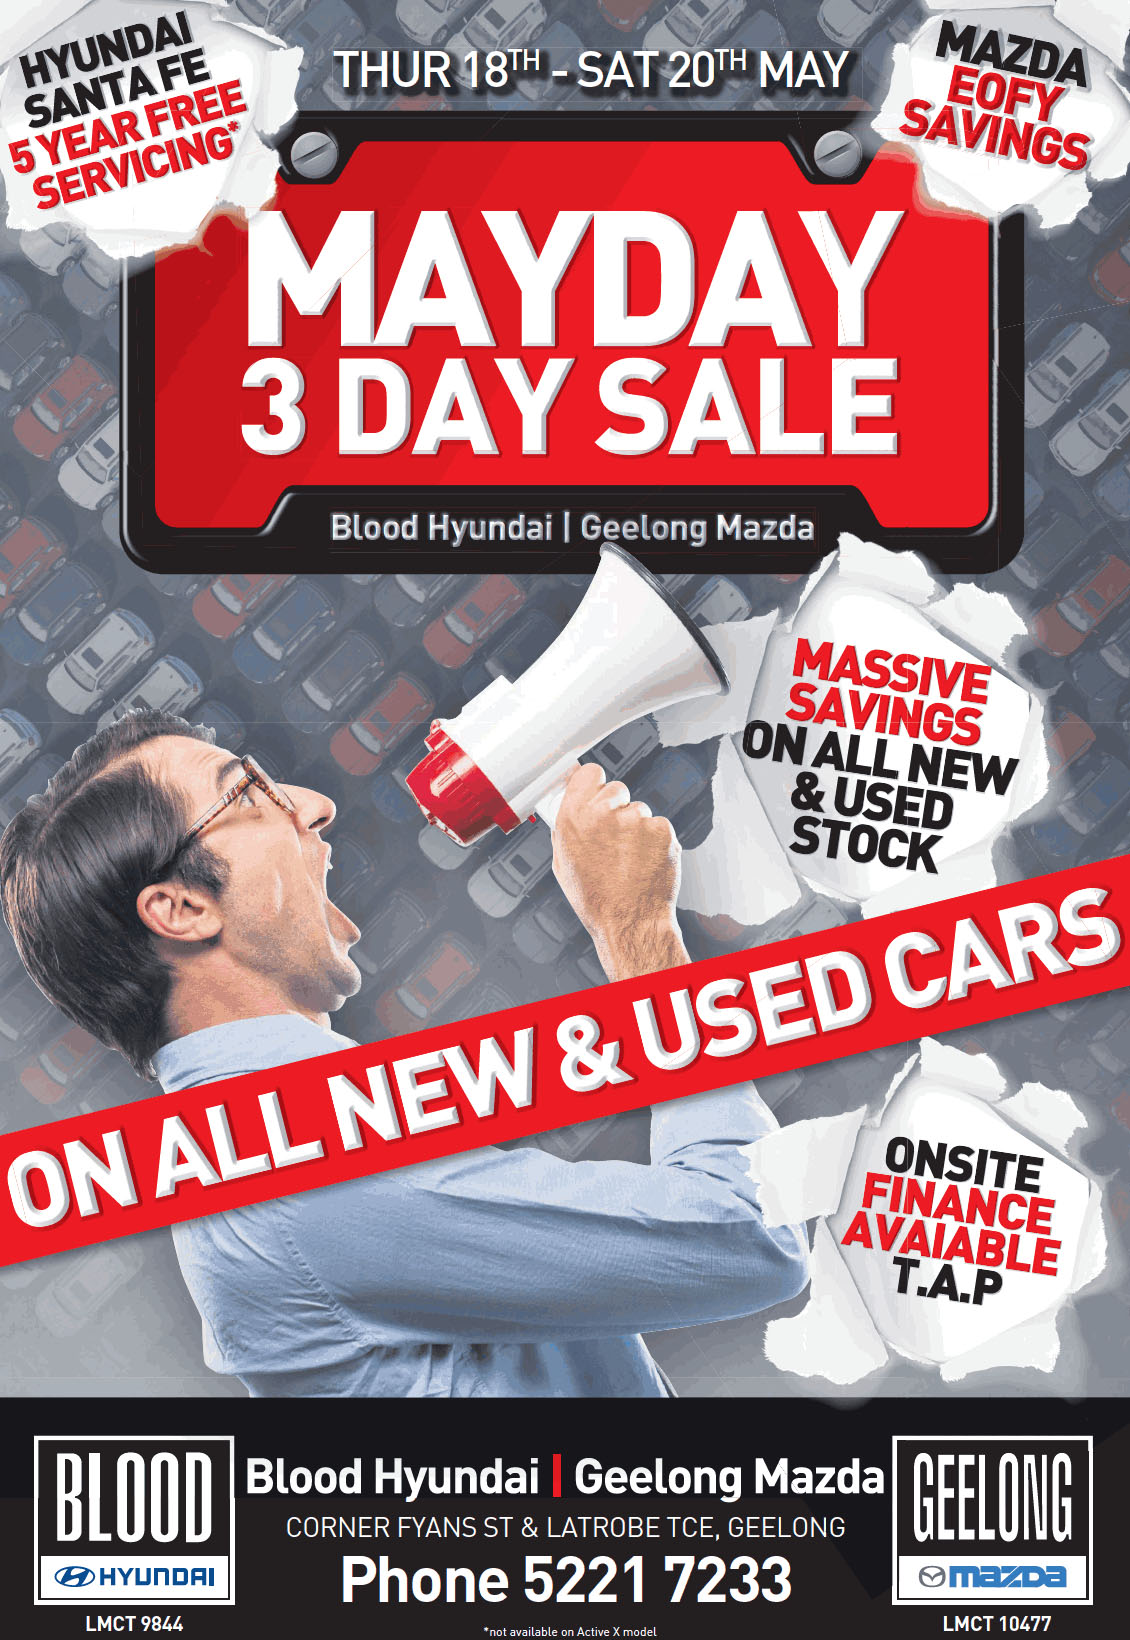 HYUNDAI
SANTA FE
5 YEAR FREE
SERVICING*
THUR 18TH - SAT 20TH MAY
MAZDA
EOFY
SAVINGS
MAYDAY
3 DAY SALE
Blood Hyundai | Geelong Mazda
MASSIVE
SAVINGS
ON ALL NEW
& USED
STOCK
ON ALL NEW & USED CARS
ONSITE
FINANCE
AVAIABLE
T.A.P
BLOOD
HYUNDAI
LMCT 9844
Blood Hyundai | Geelong Mazda
CORNER FYANS ST & LATROBE TCE, GEELONG
Phone 5221 7233
*not available on Active X model
GEELONG
mazda
LMCT 10477